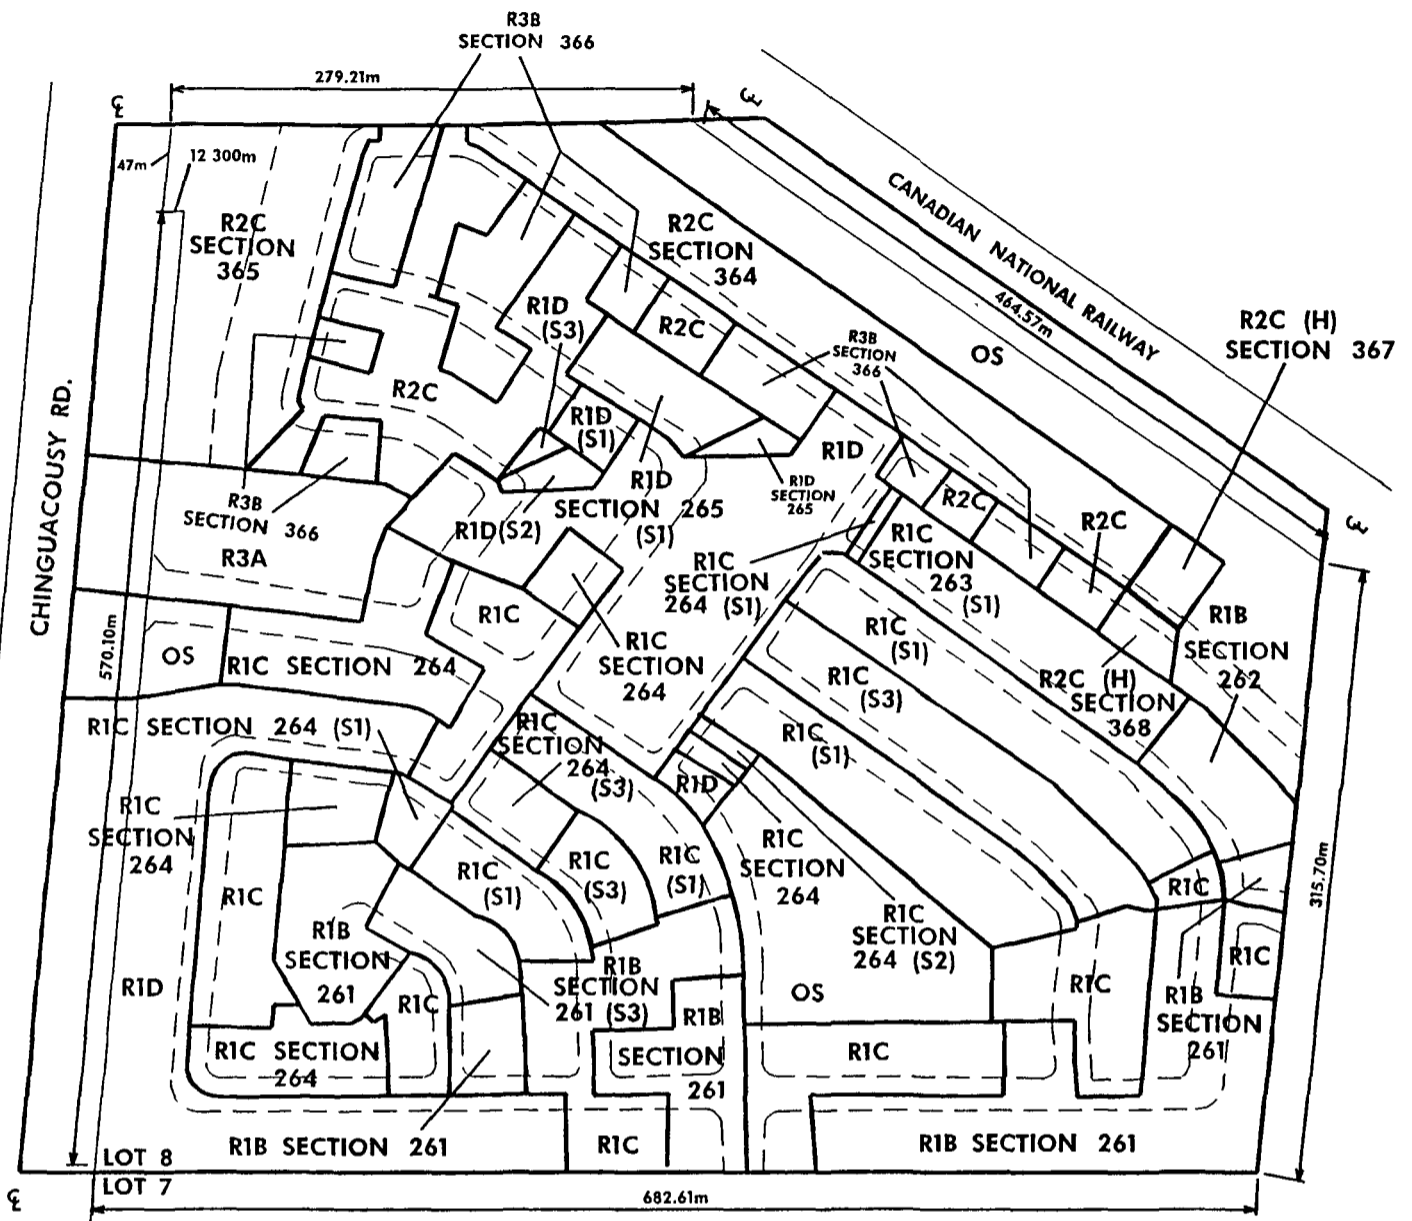 R3B
SECTION 366
279.21m
℄
℄
47m
12 300m
CANADIAN NATIONAL RAILWAY
464.57m
R2C
SECTION
365
R2C
SECTION
364
R1D
(S3)
R2C
R3B
SECTION
366
OS
R2C (H)
SECTION 367
CHINGUACOUSY RD.
R2C
R1D
(S1)
R1D
R1D
SECTION
265
R3B
SECTION 366
R1D
SECTION 265
(S1)
R1D(S2)
R2C
R2C
℄
R3A
R1C
SECTION
264 (S1)
R1C
SECTION
263
(S1)
R1C
R1C
SECTION
264
R1C
(S1)
R1B
SECTION
262
570.10m
OS
R1C SECTION 264
R1C
(S3)
R2C (H)
SECTION
368
R1C SECTION 264 (S1)
R1C
SECTION
264
(S3)
R1C
(S1)
R1D
R1C
SECTION
264
R1C
SECTION
264
R1C
(S1)
R1C
(S3)
R1C
(S1)
R1C
315.70m
R1C
R1B
SECTION
261
R1C
SECTION
264 (S2)
R1D
R1C
R1B
SECTION
261 (S3)
R1B
SECTION
261
OS
R1C
R1C
R1B
SECTION
261
R1C SECTION
264
R1C
R1B SECTION 261
R1C
R1B SECTION 261
LOT 8
LOT 7
℄
682.61m